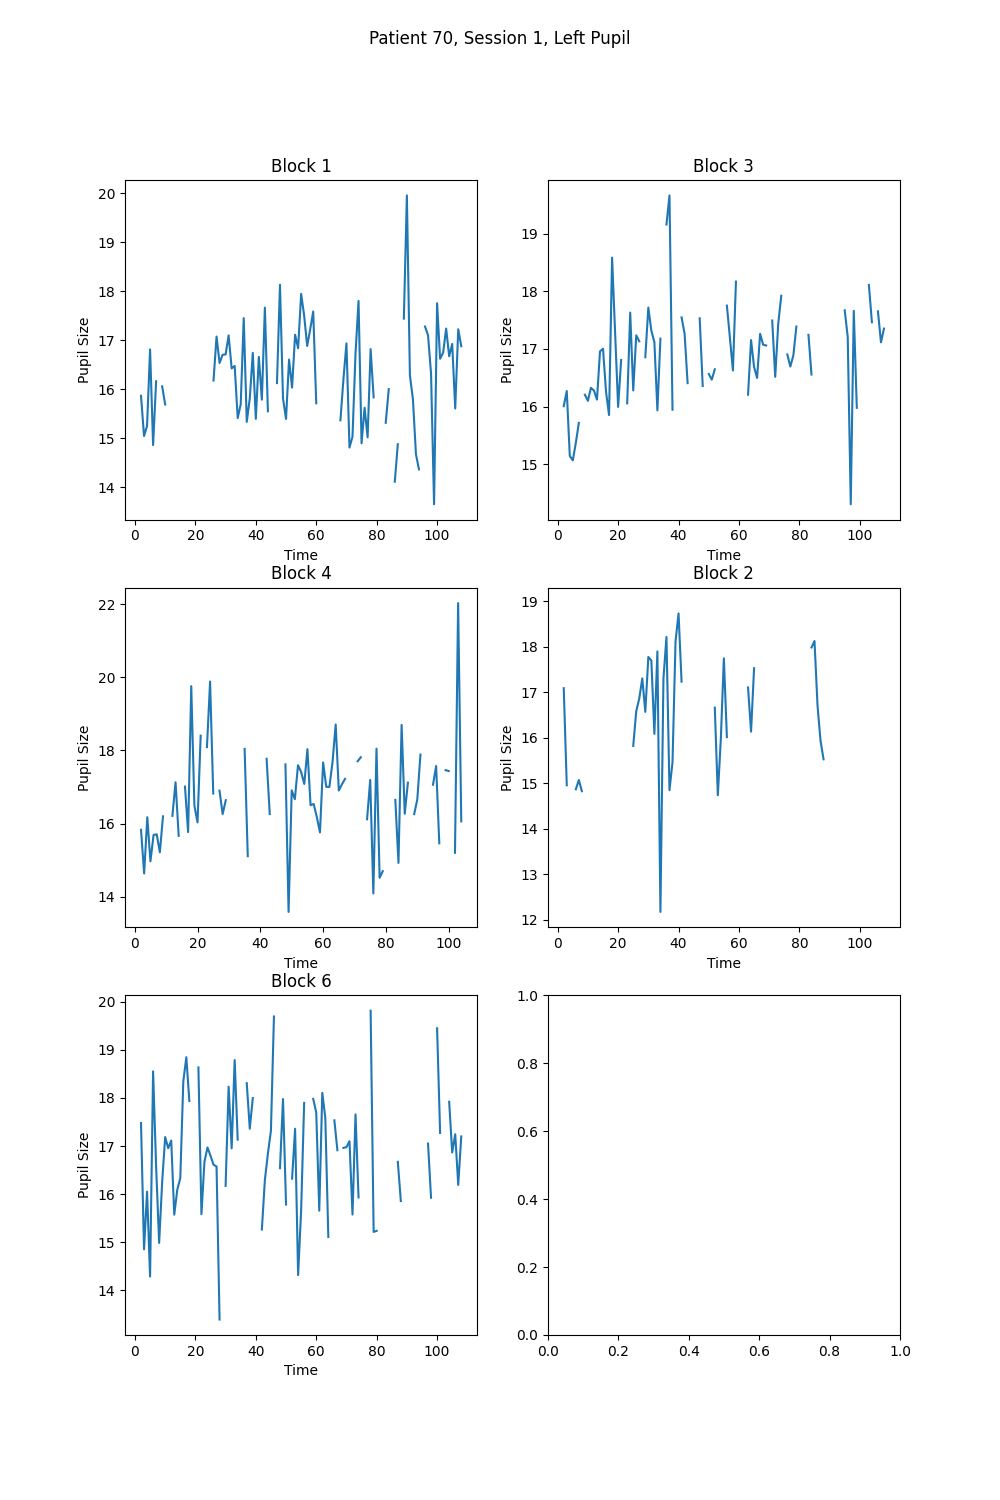 Patient 70, Session 1, Left Pupil
Block 1
Pupil Size
20
19
18
17
16
15
14
0 20 40 60 80 100
Time
Block 3
Pupil Size
19
18
17
16
15
0 20 40 60 80 100
Time
Block 4
Pupil Size
22
20
18
16
14
0 20 40 60 80 100
Time
Block 2
Pupil Size
19
18
17
16
15
14
13
12
0 20 40 60 80 100
Time
Block 6
Pupil Size
20
19
18
17
16
15
14
0 20 40 60 80 100
Time
1.0
0.8
0.6
0.4
0.2
0.0
0.0 0.2 0.4 0.6 0.8 1.0